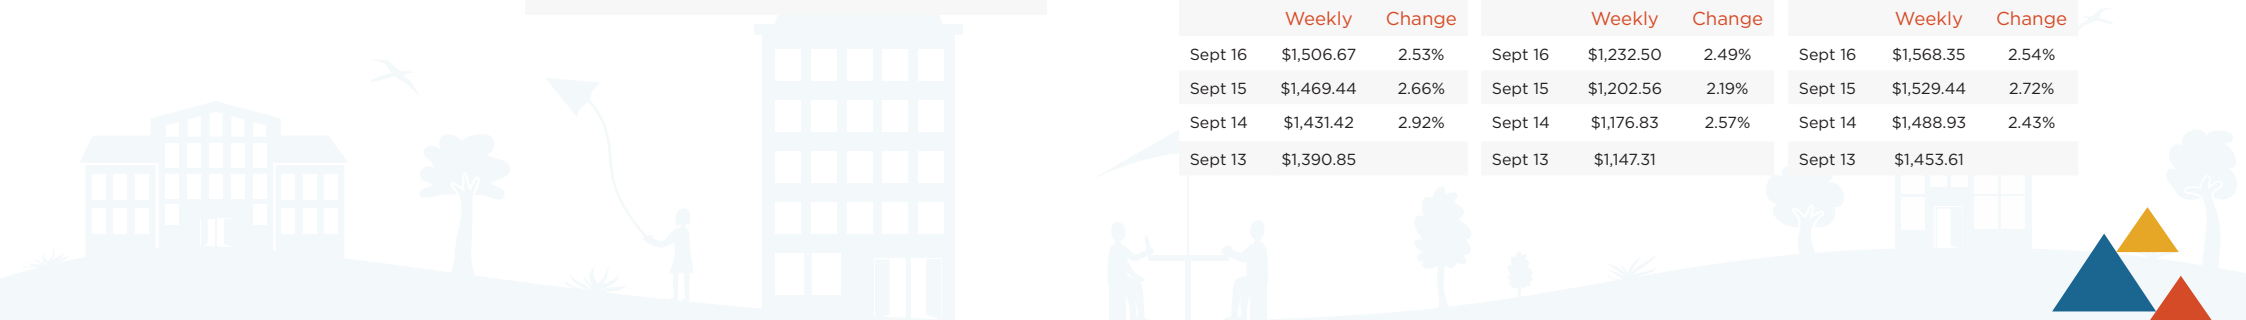 Weekly Change Weekly Change Weekly Change
Sept 16 $1,506.67 2.53% Sept 16 $1,232.50 2.49% Sept 16 $1,568.35 2.54%
Sept 15 $1,469.44 2.66% Sept 15 $1,202.56 2.19% Sept 15 $1,529.44 2.72%
Sept 14 $1,431.42 2.92% Sept 14 $1,176.83 2.57% Sept 14 $1,488.93 2.43%
Sept 13 $1,390.85 Sept 13 $1,147.31 Sept 13 $1,453.61